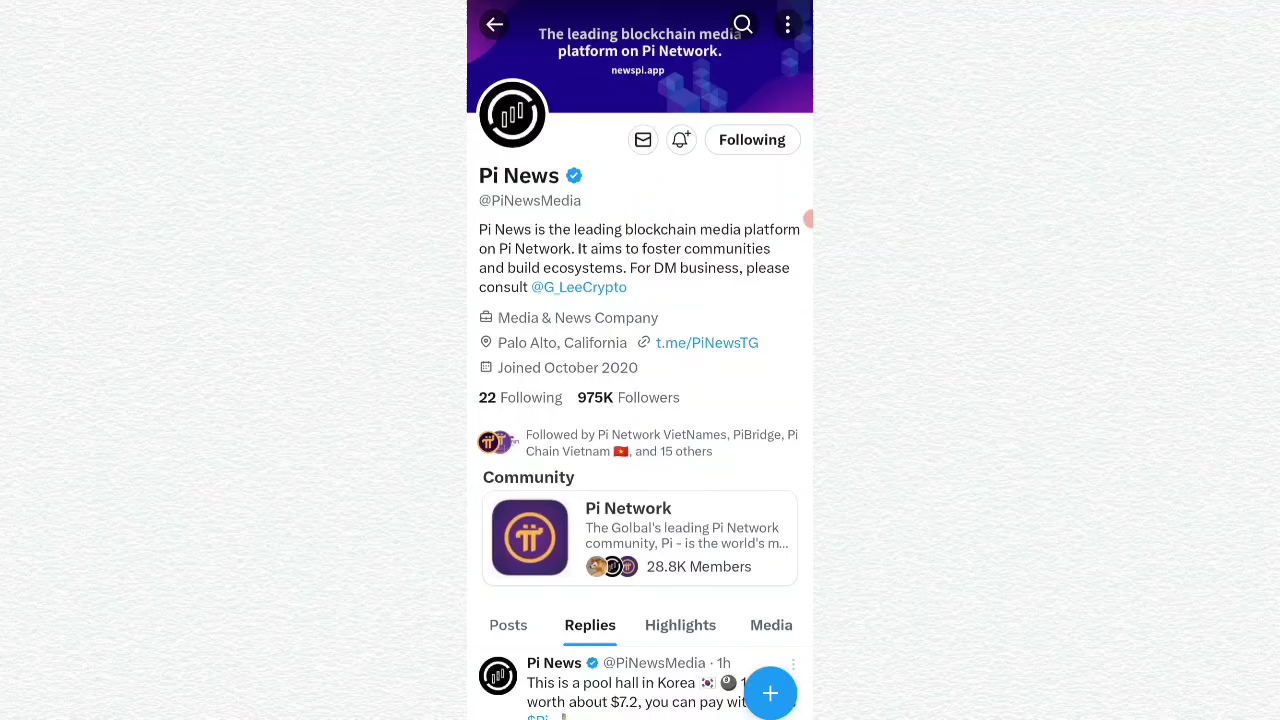 The leading blockchain media
platform on Pi Network.
newspi.app
Following
Pi News
@PiNewsMedia
Pi News is the leading blockchain media platform
on Pi Network. It aims to foster communities
and build ecosystems. For DM business, please
consult @G_LeeCrypto
Media & News Company
Palo Alto, California t.me/PiNewsTG
Joined October 2020
22 Following 975K Followers
Followed by Pi Network VietNames, PiBridge, Pi
Chain Vietnam 🇻🇳, and 15 others
Community
Pi Network
The Golbal's leading Pi Network
community, Pi - is the world's m...
28.8K Members
Posts Replies Highlights Media
Pi News @PiNewsMedia · 1h
This is a pool hall in Korea 🇰🇷 🎱
worth about $7.2, you can pay
$Pi